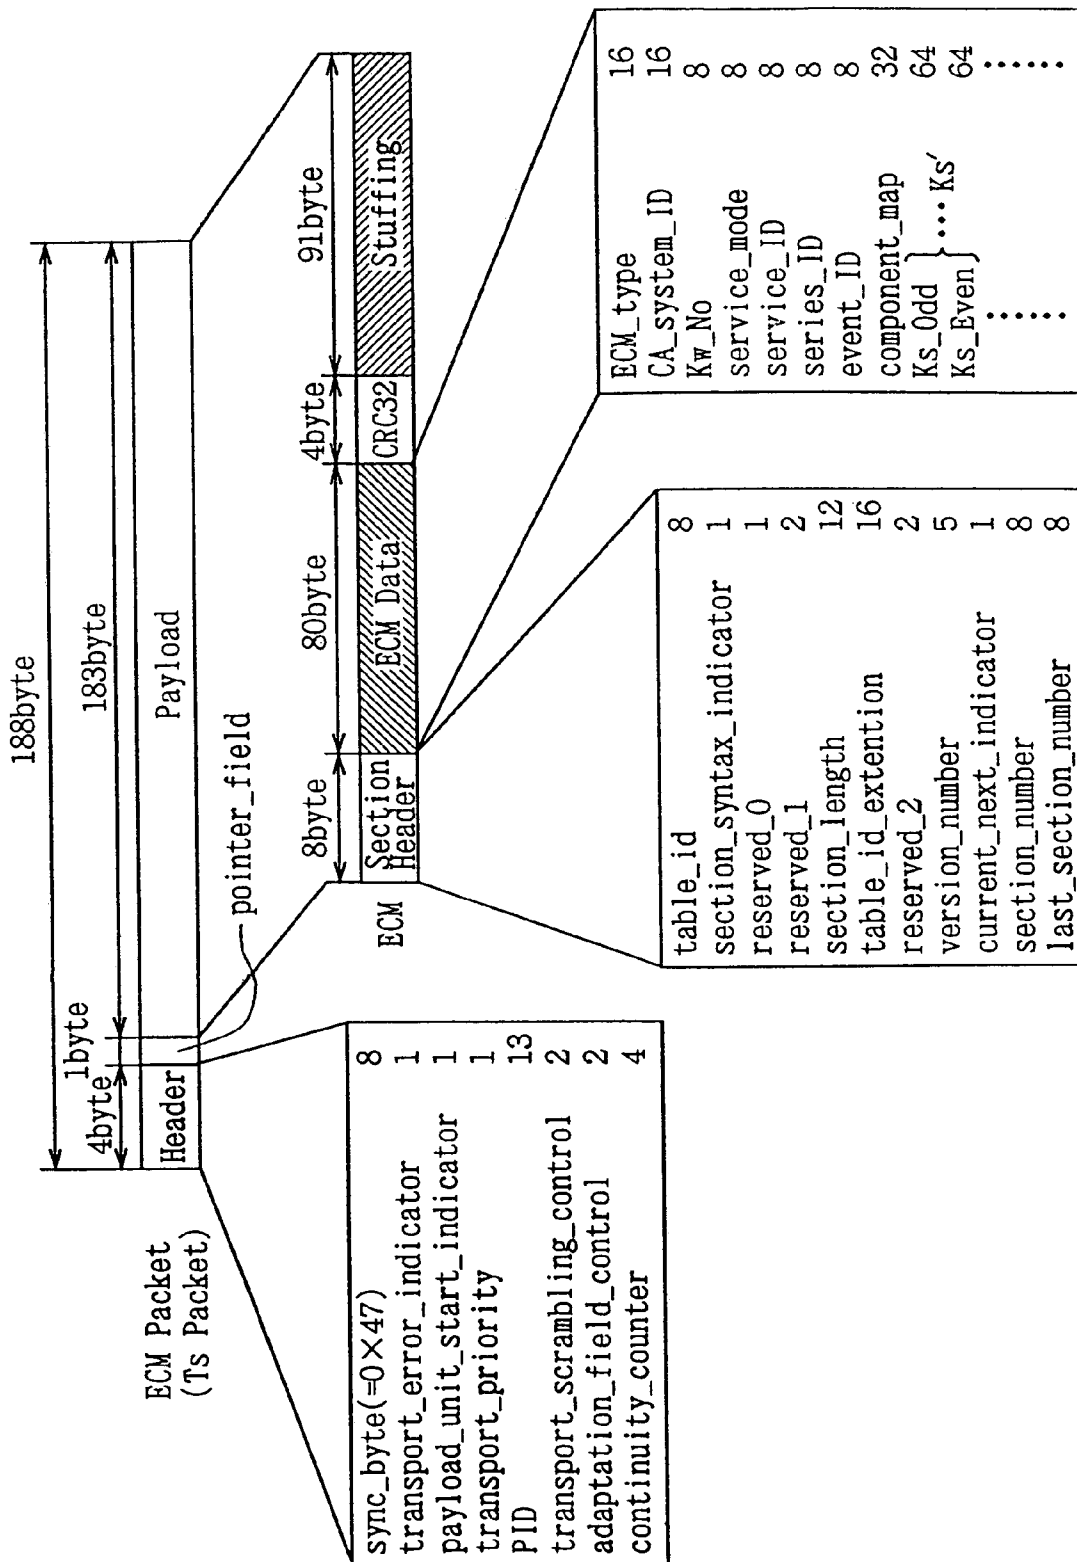 188byte
4byte
1byte
183byte
ECM Packet
(Ts Packet)
Header
Payload
pointer_field
8byte
80byte
4byte
91byte
ECM
Section
Header
ECM Data
CRC32
Stuffing
sync_byte(=0×47) 8
transport_error_indicator 1
payload_unit_start_indicator 1
transport_priority 1
PID 13
transport_scrambling_control 2
adaptation_field_control 2
continuity_counter 4
table_id 8
section_syntax_indicator 1
reserved_0 1
reserved_1 2
section_length 12
table_id_extention 16
reserved_2 2
version_number 5
current_next_indicator 1
section_number 8
last_section_number 8
ECM_type 16
CA_system_ID 16
Kw_No 8
service_mode 8
service_ID 8
series_ID 8
event_ID 8
component_map 32
Ks_Odd 64
Ks_Even 64
····Ks′
······ ······